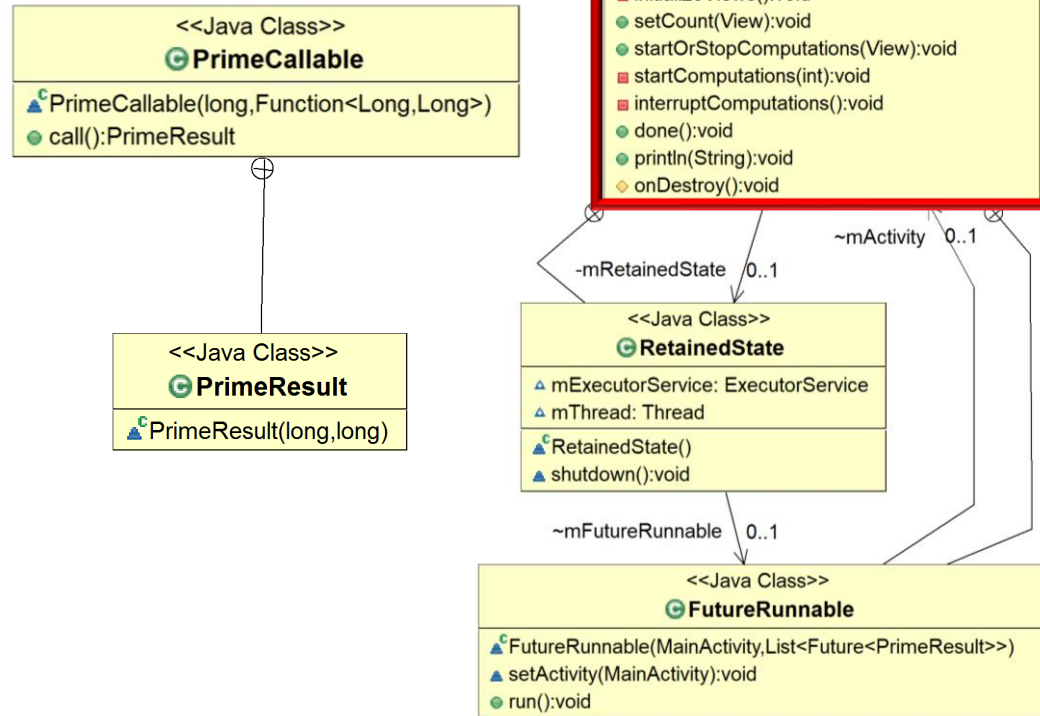 <<Java Class>>
PrimeCallable
PrimeCallable(long,Function<Long,Long>)
call():PrimeResult
<<Java Class>>
PrimeResult
PrimeResult(long,long)
setCount(View):void
startOrStopComputations(View):void
startComputations(int):void
interruptComputations():void
done():void
println(String):void
onDestroy():void
~mActivity 0..1
-mRetainedState 0..1
<<Java Class>>
RetainedState
mExecutorService: ExecutorService
mThread: Thread
RetainedState()
shutdown():void
~mFutureRunnable 0..1
<<Java Class>>
FutureRunnable
FutureRunnable(MainActivity,List<Future<PrimeResult>>)
setActivity(MainActivity):void
run():void